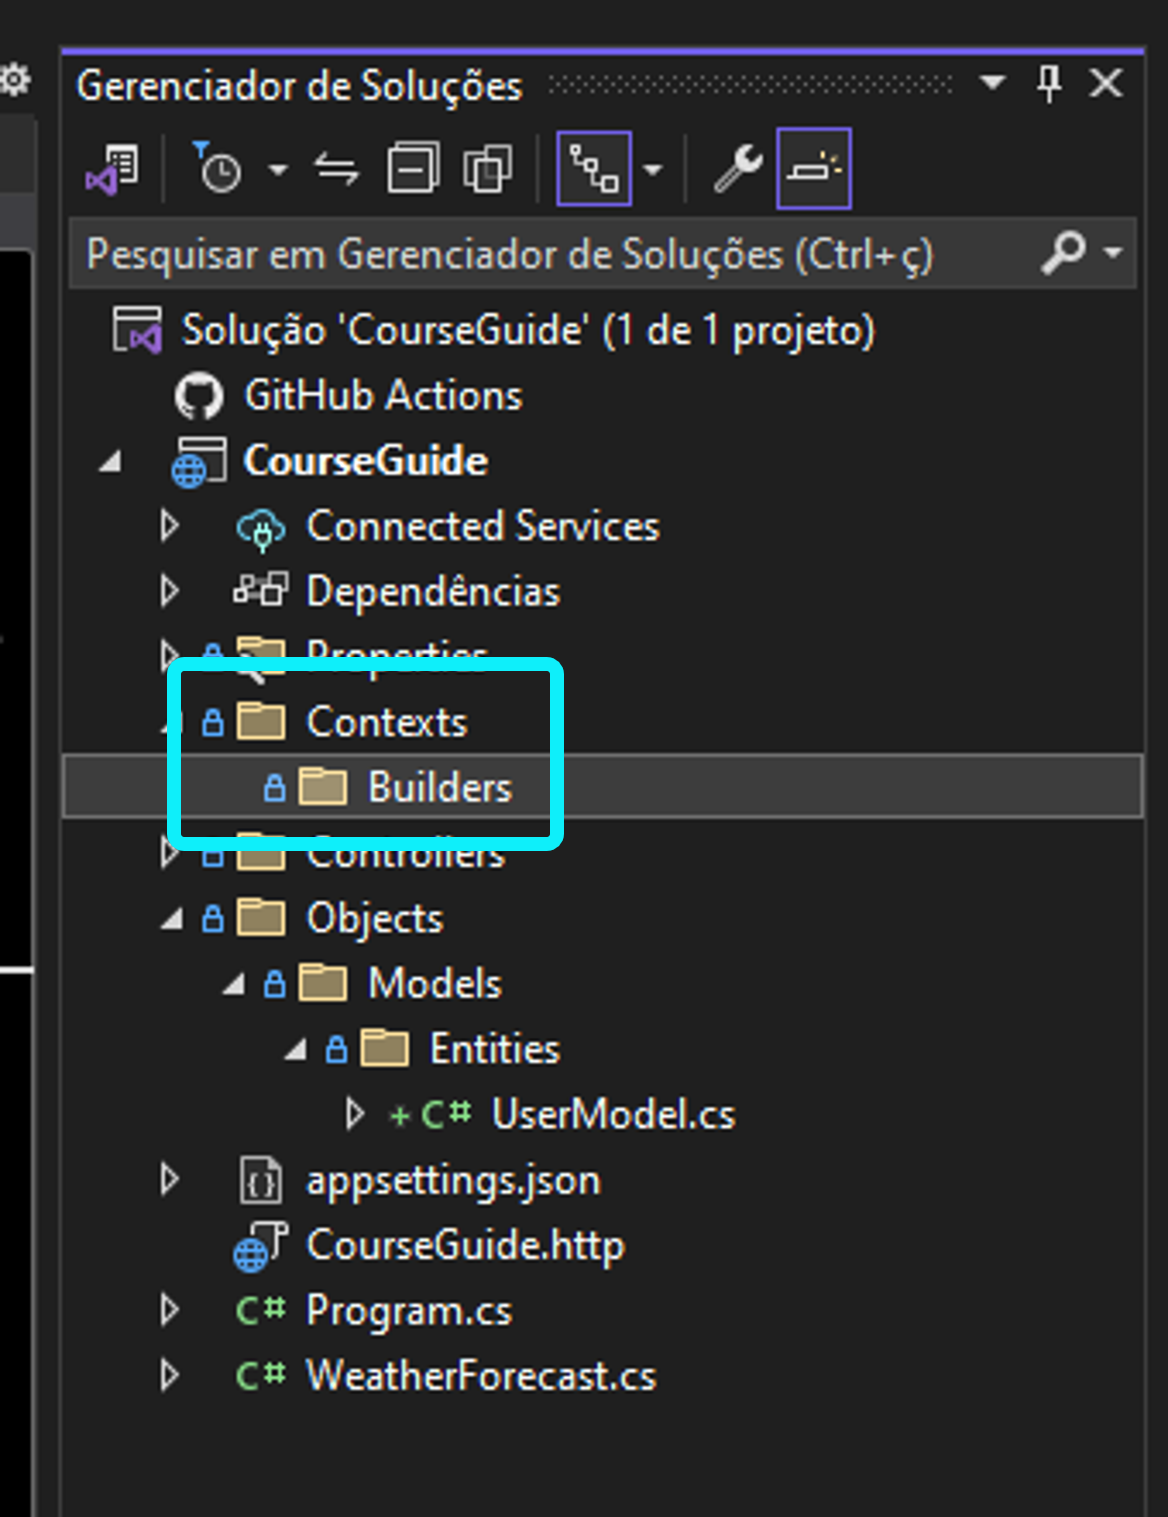 Gerenciador de Soluções
Pesquisar em Gerenciador de Soluções (Ctrl+ç)
Solução 'CourseGuide' (1 de 1 projeto)
GitHub Actions
CourseGuide
Connected Services
Dependências
Properties
Contexts
Builders
Controllers
Objects
Models
Entities
C# UserModel.cs
appsettings.json
CourseGuide.http
C# Program.cs
C# WeatherForecast.cs